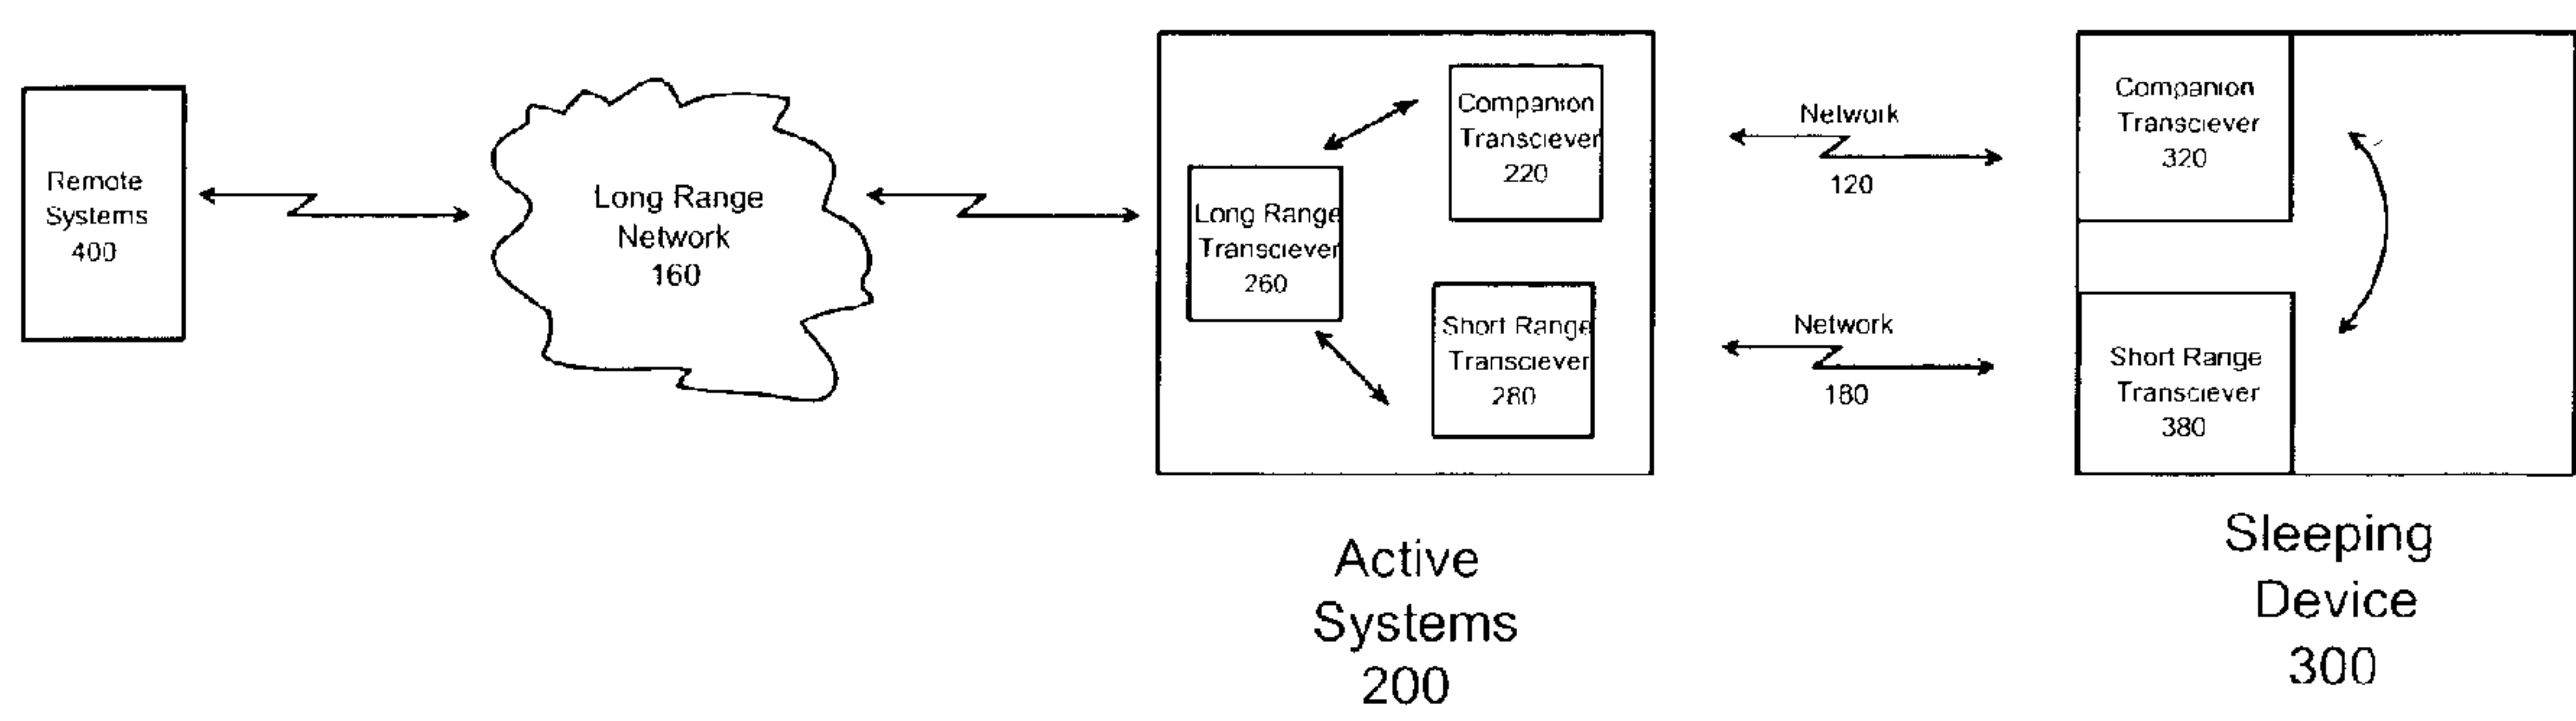 Remote
Systems
400
Long Range
Network
160
Long Range
Transciever
260
Companion
Transciever
220
Short Range
Transciever
280
Active
Systems
200
Network
120
Network
180
Companion
Transciever
320
Short Range
Transciever
380
Sleeping
Device
300